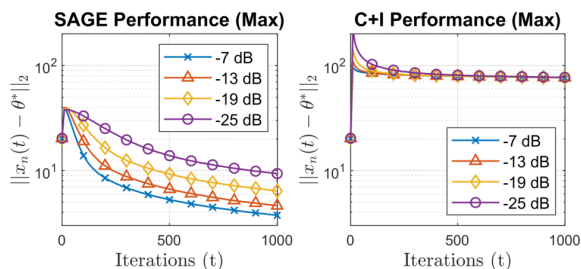 SAGE Performance (Max)
||x_n(t) − θ*||_2
10^2
10^1
-7 dB
-13 dB
-19 dB
-25 dB
0
500
1000
Iterations (t)
C+I Performance (Max)
||x_n(t) − θ*||_2
10^2
10^1
-7 dB
-13 dB
-19 dB
-25 dB
0
500
1000
Iterations (t)